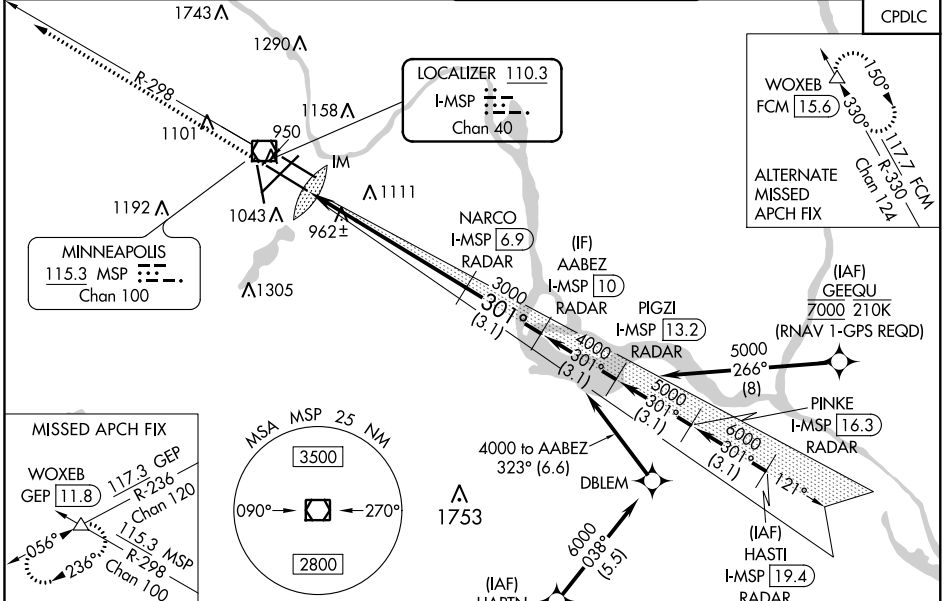 CPDLC
1743
1290
R-298
1158
1101
950
LOCALIZER 110.3
I-MSP
Chan 40
IM
1111
1192
1043
962±
MINNEAPOLIS
115.3 MSP
Chan 100
1305
WOXEB
FCM 15.6
150°
330°
117.7 FCM
R-330
Chan 124
ALTERNATE
MISSED
APCH FIX
NARCO
I-MSP 6.9
RADAR
(IF)
AABEZ
I-MSP 10
RADAR
PIGZI
I-MSP 13.2
RADAR
(IAF)
GEEQU
7000 210K
(RNAV 1-GPS REQD)
3000
301°
(3.1)
4000
301°
(3.1)
5000
301°
(3.1)
6000
301°
(3.1)
121°
5000
266°
(8)
PINKE
I-MSP 16.3
RADAR
4000 to AABEZ
323° (6.6)
DBLEM
6000
038°
(5.5)
(IAF)
HASTI
I-MSP 19.4
RADAR
(IAF)
MISSED APCH FIX
WOXEB
GEP 11.8
117.3 GEP
R-236
Chan 120
056°
236°
115.3 MSP
R-298
Chan 100
MSA MSP 25 NM
3500
090°
270°
2800
1753